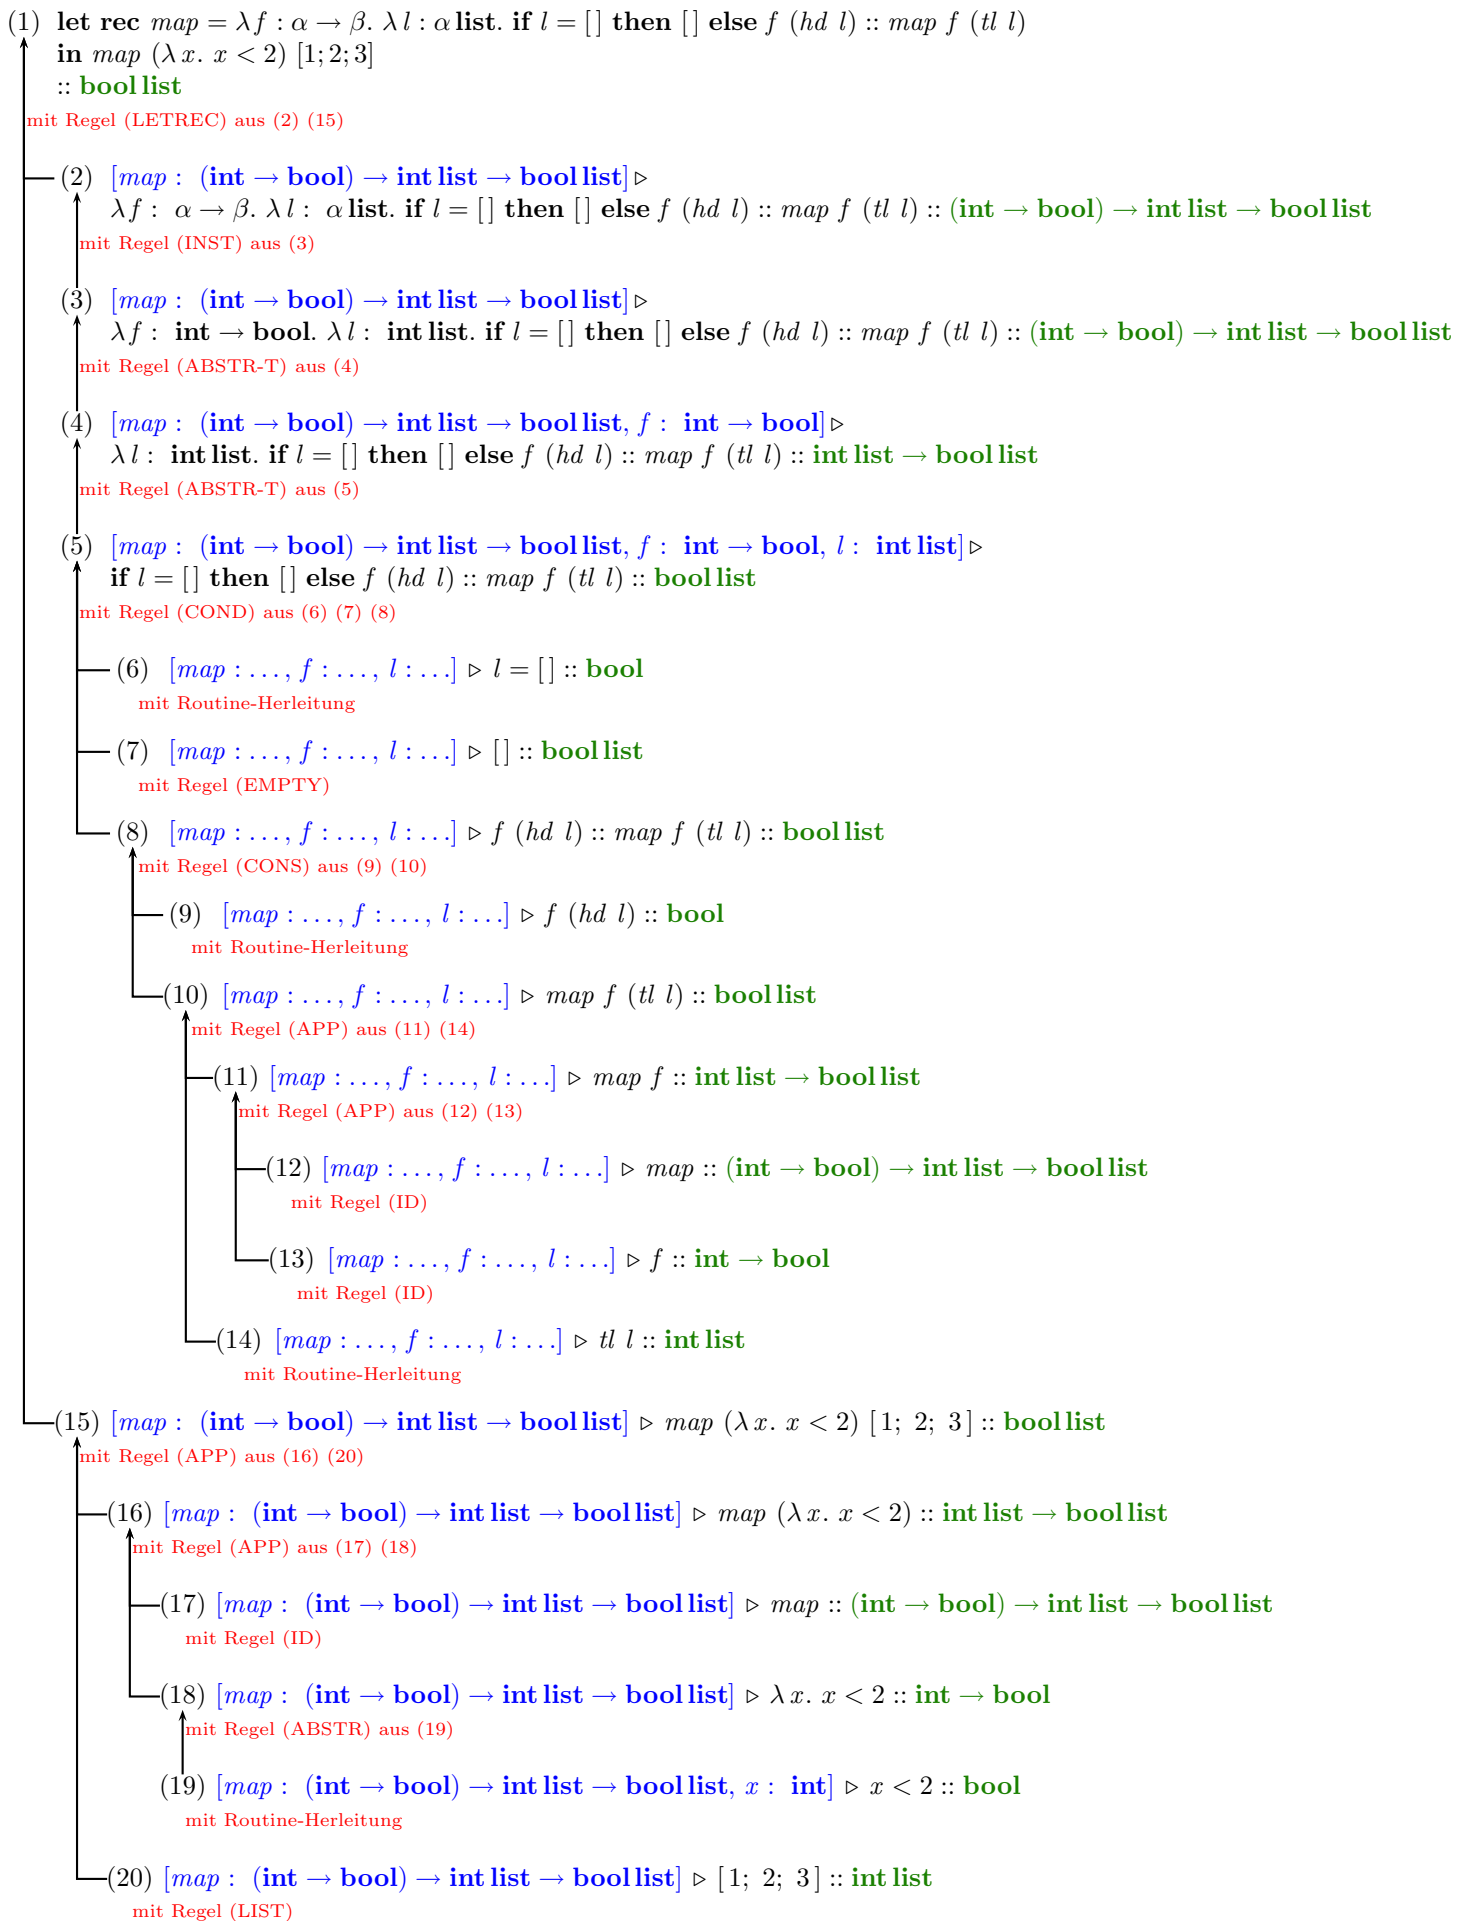 (1) let rec map = λ f : α → β. λ l : α list. if l = [ ] then [ ] else f (hd l) :: map f (tl l)
in map (λ x. x < 2) [1; 2; 3]
:: bool list
mit Regel (LETREC) aus (2) (15)
(2) [map : (int → bool) → int list → bool list] ▹
λ f : α → β. λ l : α list. if l = [ ] then [ ] else f (hd l) :: map f (tl l) :: (int → bool) → int list → bool list
mit Regel (INST) aus (3)
(3) [map : (int → bool) → int list → bool list] ▹
λ f : int → bool. λ l : int list. if l = [ ] then [ ] else f (hd l) :: map f (tl l) :: (int → bool) → int list → bool list
mit Regel (ABSTR-T) aus (4)
(4) [map : (int → bool) → int list → bool list, f : int → bool] ▹
λ l : int list. if l = [ ] then [ ] else f (hd l) :: map f (tl l) :: int list → bool list
mit Regel (ABSTR-T) aus (5)
(5) [map : (int → bool) → int list → bool list, f : int → bool, l : int list] ▹
if l = [ ] then [ ] else f (hd l) :: map f (tl l) :: bool list
mit Regel (COND) aus (6) (7) (8)
(6) [map : …, f : …, l : …] ▹ l = [ ] :: bool
mit Routine-Herleitung
(7) [map : …, f : …, l : …] ▹ [ ] :: bool list
mit Regel (EMPTY)
(8) [map : …, f : …, l : …] ▹ f (hd l) :: map f (tl l) :: bool list
mit Regel (CONS) aus (9) (10)
(9) [map : …, f : …, l : …] ▹ f (hd l) :: bool
mit Routine-Herleitung
(10) [map : …, f : …, l : …] ▹ map f (tl l) :: bool list
mit Regel (APP) aus (11) (14)
(11) [map : …, f : …, l : …] ▹ map f :: int list → bool list
mit Regel (APP) aus (12) (13)
(12) [map : …, f : …, l : …] ▹ map :: (int → bool) → int list → bool list
mit Regel (ID)
(13) [map : …, f : …, l : …] ▹ f :: int → bool
mit Regel (ID)
(14) [map : …, f : …, l : …] ▹ tl l :: int list
mit Routine-Herleitung
(15) [map : (int → bool) → int list → bool list] ▹ map (λ x. x < 2) [ 1; 2; 3 ] :: bool list
mit Regel (APP) aus (16) (20)
(16) [map : (int → bool) → int list → bool list] ▹ map (λ x. x < 2) :: int list → bool list
mit Regel (APP) aus (17) (18)
(17) [map : (int → bool) → int list → bool list] ▹ map :: (int → bool) → int list → bool list
mit Regel (ID)
(18) [map : (int → bool) → int list → bool list] ▹ λ x. x < 2 :: int → bool
mit Regel (ABSTR) aus (19)
(19) [map : (int → bool) → int list → bool list, x : int] ▹ x < 2 :: bool
mit Routine-Herleitung
(20) [map : (int → bool) → int list → bool list] ▹ [ 1; 2; 3 ] :: int list
mit Regel (LIST)